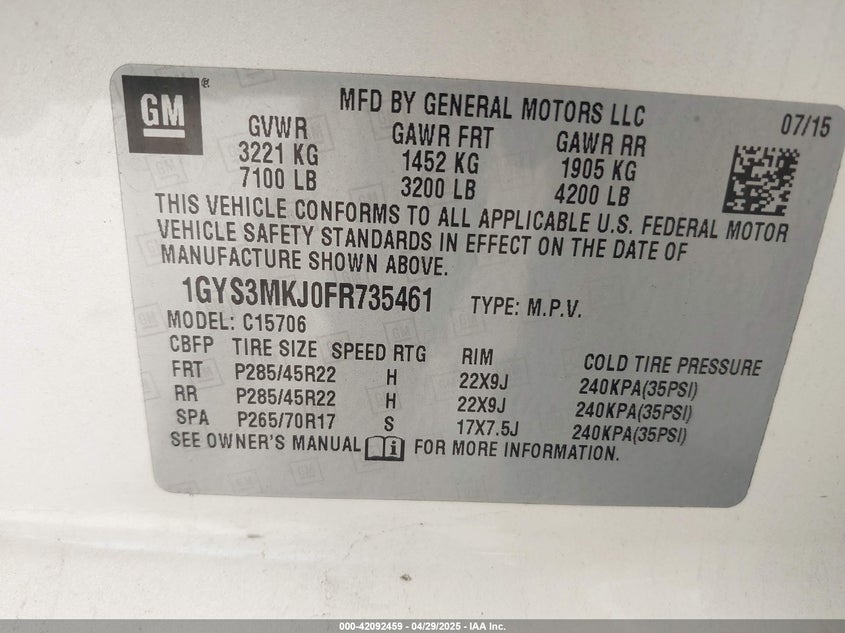 GM ®
MFD BY GENERAL MOTORS LLC 07/15
GVWR GAWR FRT GAWR RR
3221 KG 1452 KG 1905 KG
7100 LB 3200 LB 4200 LB
THIS VEHICLE CONFORMS TO ALL APPLICABLE U.S. FEDERAL MOTOR
VEHICLE SAFETY STANDARDS IN EFFECT ON THE DATE OF
MANUFACTURE SHOWN ABOVE.
1GYS3MKJ0FR735461 TYPE: M.P.V.
MODEL: C15706
CBFP TIRE SIZE SPEED RTG RIM COLD TIRE PRESSURE
FRT P285/45R22 H 22X9J 240KPA(35PSI)
RR P285/45R22 H 22X9J 240KPA(35PSI)
SPA P265/70R17 S 17X7.5J 240KPA(35PSI)
SEE OWNER'S MANUAL FOR MORE INFORMATION.
000-42092459 - 04/29/2025 - IAA Inc.